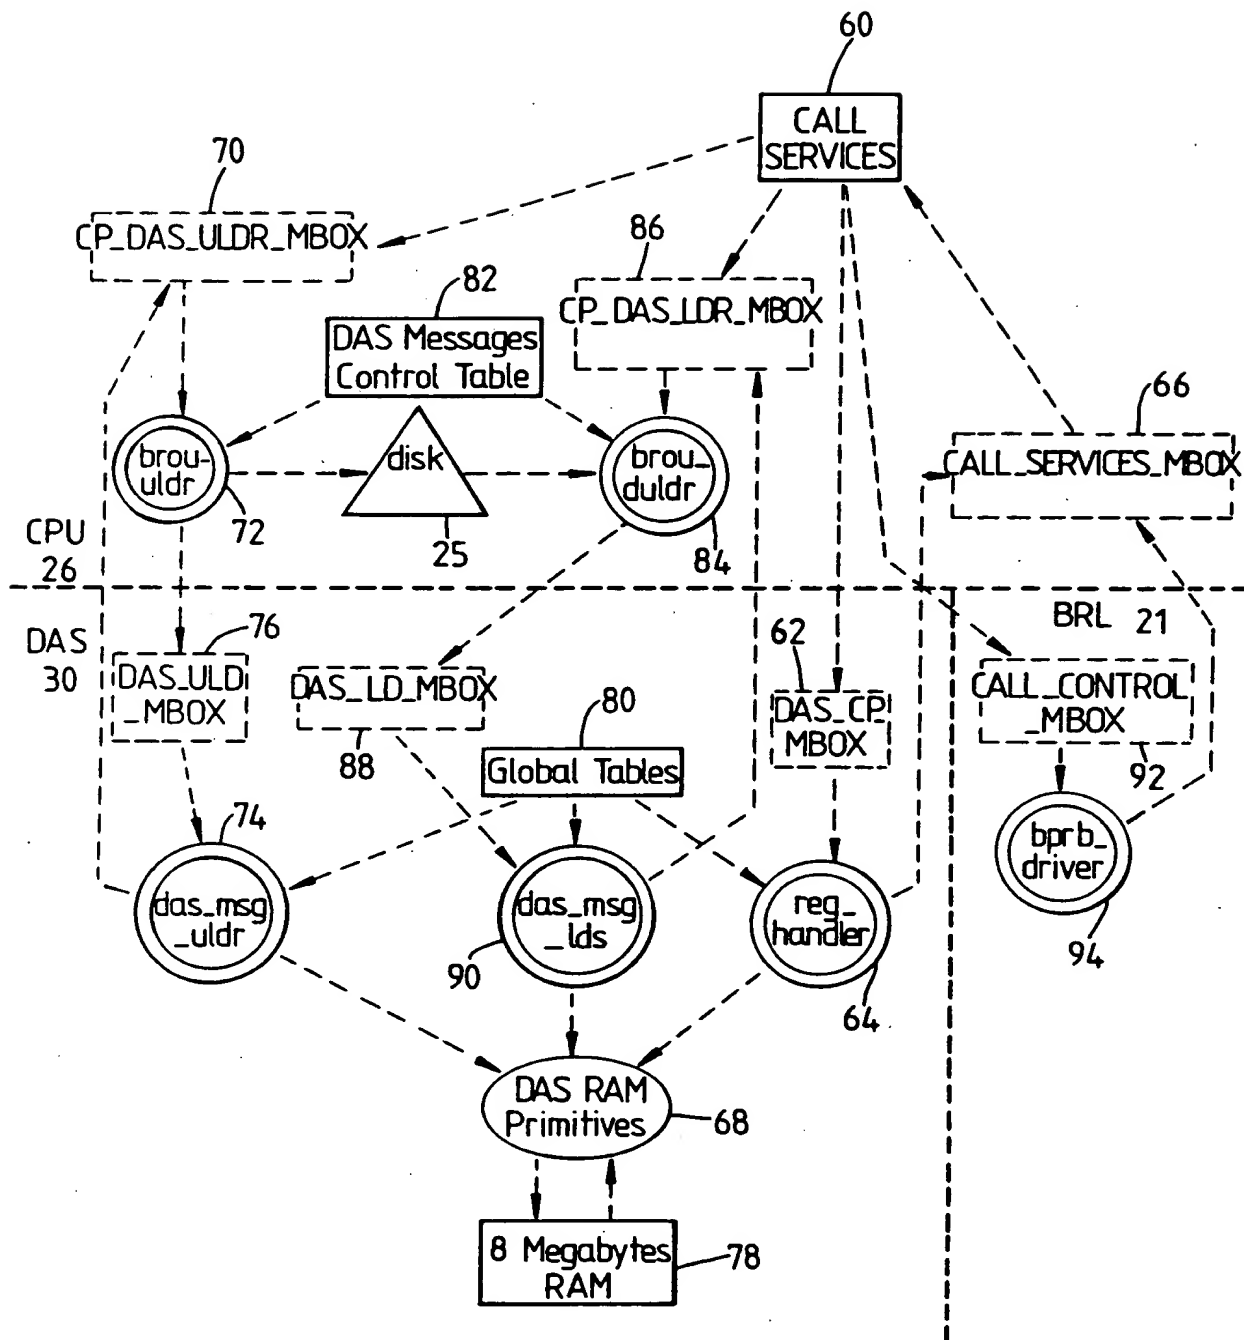 60
CALL
SERVICES
70
CP_DAS_ULDR_MBOX
86
82
CP_DAS_LDR_MBOX
DAS Messages
Control Table
66
brou-
uldr
disk
brou_
duldr
CALL_SERVICES_MBOX
72
25
84
CPU
26
DAS
30
76
62
BRL 21
DAS_ULD
_MBOX
DAS_LD_MBOX
DAS_CP_
MBOX
CALL_CONTROL
_MBOX
80
88
92
Global Tables
74
bprb_
driver
das_msg
_uldr
das_msg
_lds
reg_
handler
90
64
94
DAS RAM
Primitives
68
8 Megabytes
RAM
78